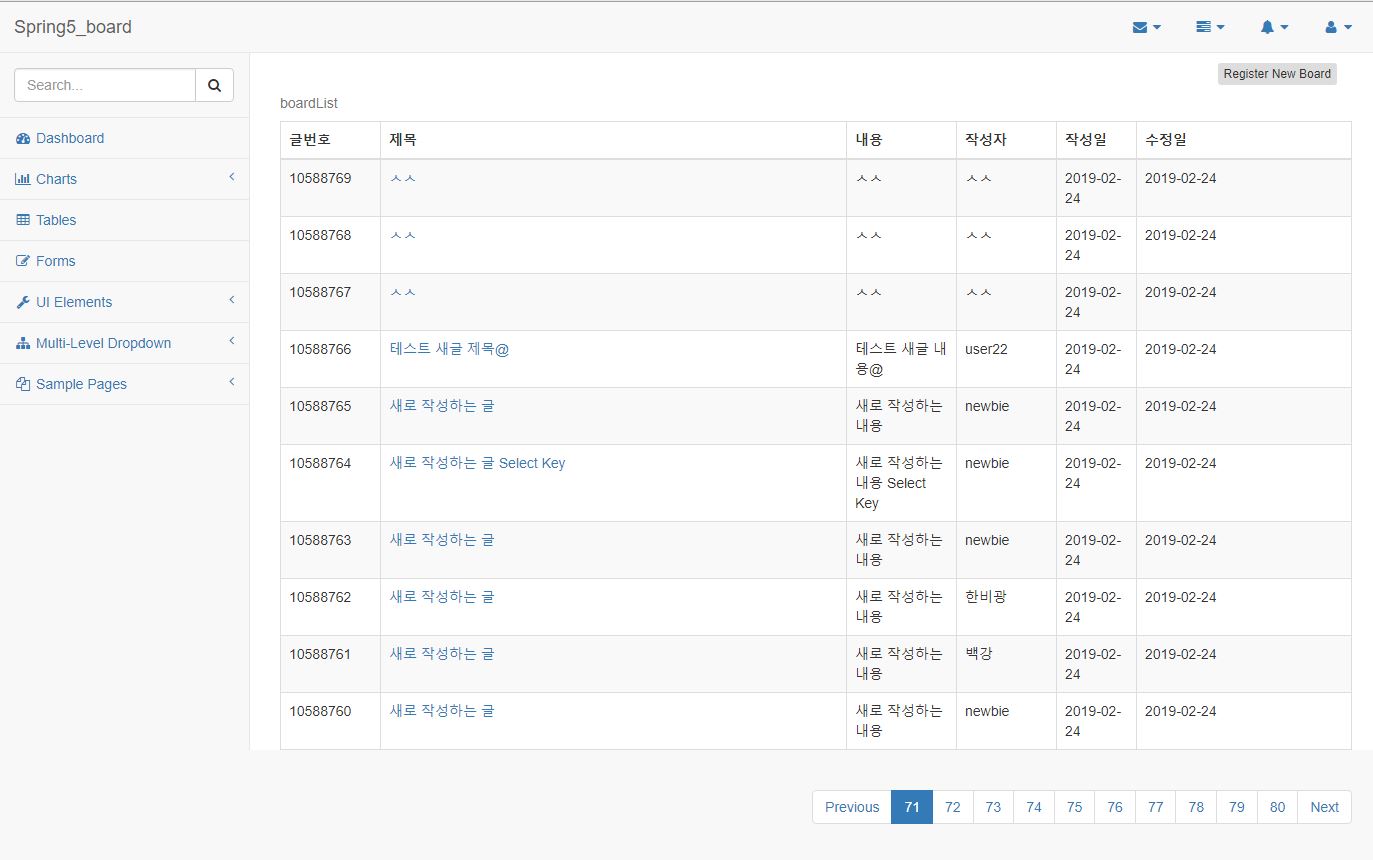 Spring5_board
Search...
Register New Board
Dashboard
Charts
Tables
Forms
UI Elements
Multi-Level Dropdown
Sample Pages
boardList
글번호 제목 내용 작성자 작성일 수정일
10588769 ㅅㅅ ㅅㅅ ㅅㅅ 2019-02- 2019-02-24
24
10588768 ㅅㅅ ㅅㅅ ㅅㅅ 2019-02- 2019-02-24
24
10588767 ㅅㅅ ㅅㅅ ㅅㅅ 2019-02- 2019-02-24
24
10588766 테스트 새글 제목@ 테스트 새글 내 user22 2019-02- 2019-02-24
용@ 24
10588765 새로 작성하는 글 새로 작성하는 newbie 2019-02- 2019-02-24
내용 24
10588764 새로 작성하는 글 Select Key 새로 작성하는 newbie 2019-02- 2019-02-24
내용 Select 24
Key
10588763 새로 작성하는 글 새로 작성하는 newbie 2019-02- 2019-02-24
내용 24
10588762 새로 작성하는 글 새로 작성하는 한비광 2019-02- 2019-02-24
내용 24
10588761 새로 작성하는 글 새로 작성하는 백강 2019-02- 2019-02-24
내용 24
10588760 새로 작성하는 글 새로 작성하는 newbie 2019-02- 2019-02-24
내용 24
Previous 71 72 73 74 75 76 77 78 79 80 Next